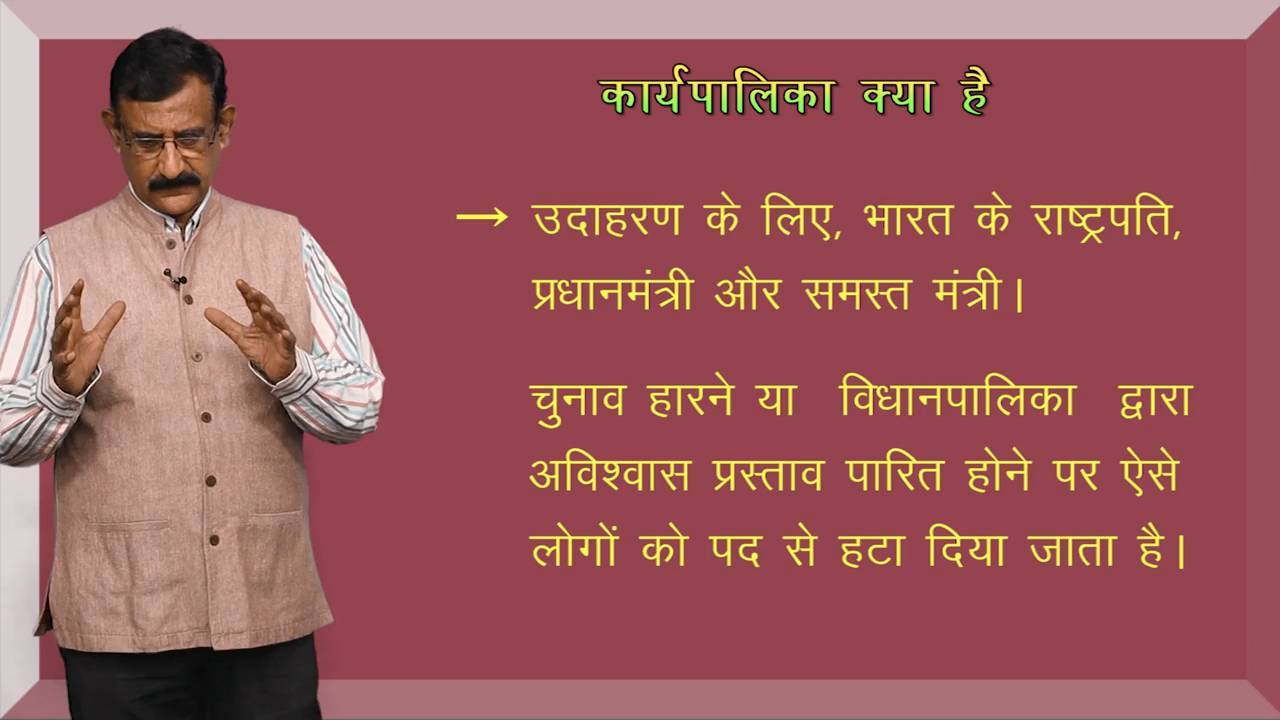 कार्यपालिका क्या है
→ उदाहरण के लिए, भारत के राष्ट्रपति,
प्रधानमंत्री और समस्त मंत्री।
चुनाव हारने या विधानपालिका द्वारा
अविश्वास प्रस्ताव पारित होने पर ऐसे
लोगों को पद से हटा दिया जाता है।